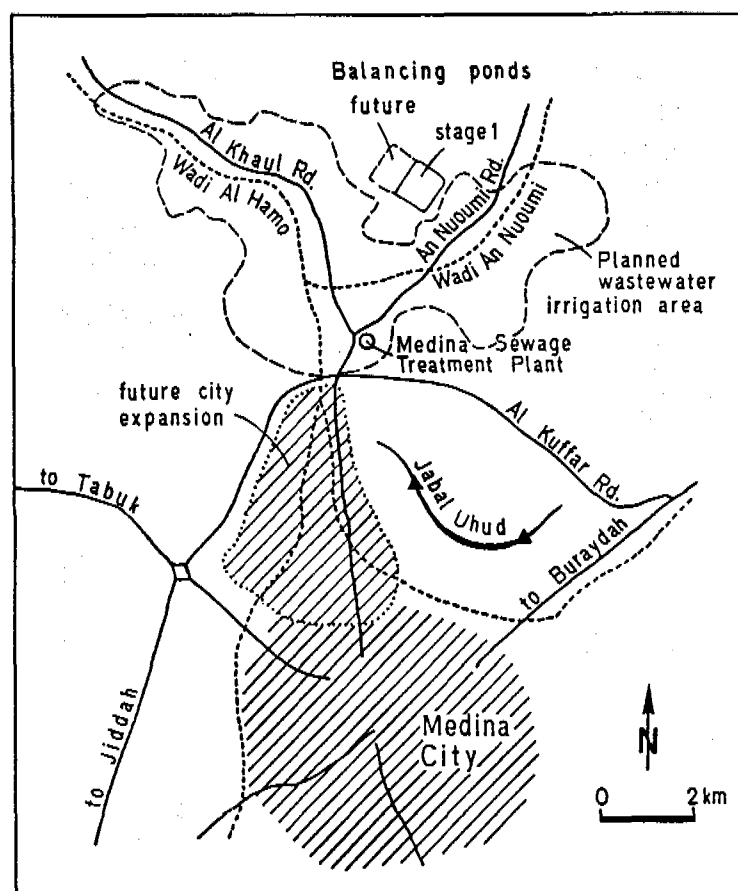 Balancing ponds
future
stage 1
Al Khaul Rd.
Wadi Al Hamo
An Nuoumi Rd.
Wadi An Nuoumi
Planned
wastewater
irrigation area
Medina Sewage
Treatment Plant
future city
expansion
Al Kuffar Rd.
to Tabuk
Jabal Uhud
to Buraydah
to Jiddah
Medina
City
N
0 2 km